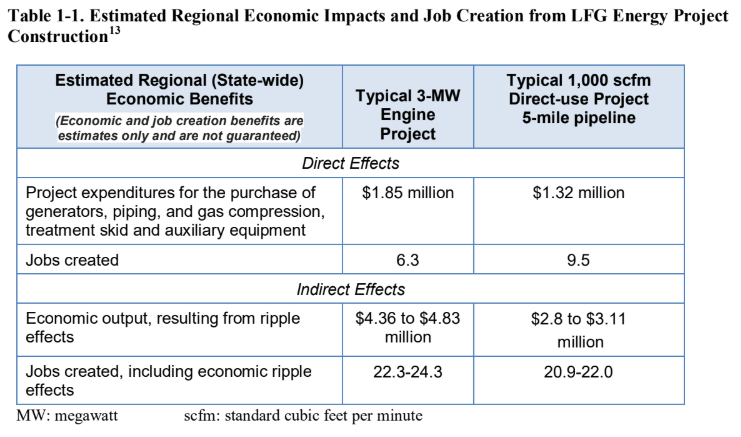 Table 1-1. Estimated Regional Economic Impacts and Job Creation from LFG Energy Project
Construction13
Estimated Regional (State-wide)
Economic Benefits
(Economic and job creation benefits are
estimates only and are not guaranteed)
Typical 3-MW
Engine
Project
Typical 1,000 scfm
Direct-use Project
5-mile pipeline
Direct Effects
Project expenditures for the purchase of
generators, piping, and gas compression,
treatment skid and auxiliary equipment
$1.85 million
$1.32 million
Jobs created
6.3
9.5
Indirect Effects
Economic output, resulting from ripple
effects
$4.36 to $4.83
million
$2.8 to $3.11
million
Jobs created, including economic ripple
effects
22.3-24.3
20.9-22.0
MW: megawatt
scfm: standard cubic feet per minute